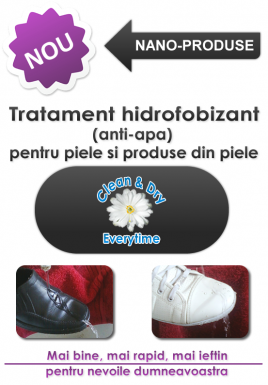 NOU
NANO-PRODUSE
Tratament hidrofobizant
(anti-apa)
pentru piele si produse din piele
Clean & Dry
Everytime
Mai bine, mai rapid, mai ieftin
pentru nevoile dumneavoastra